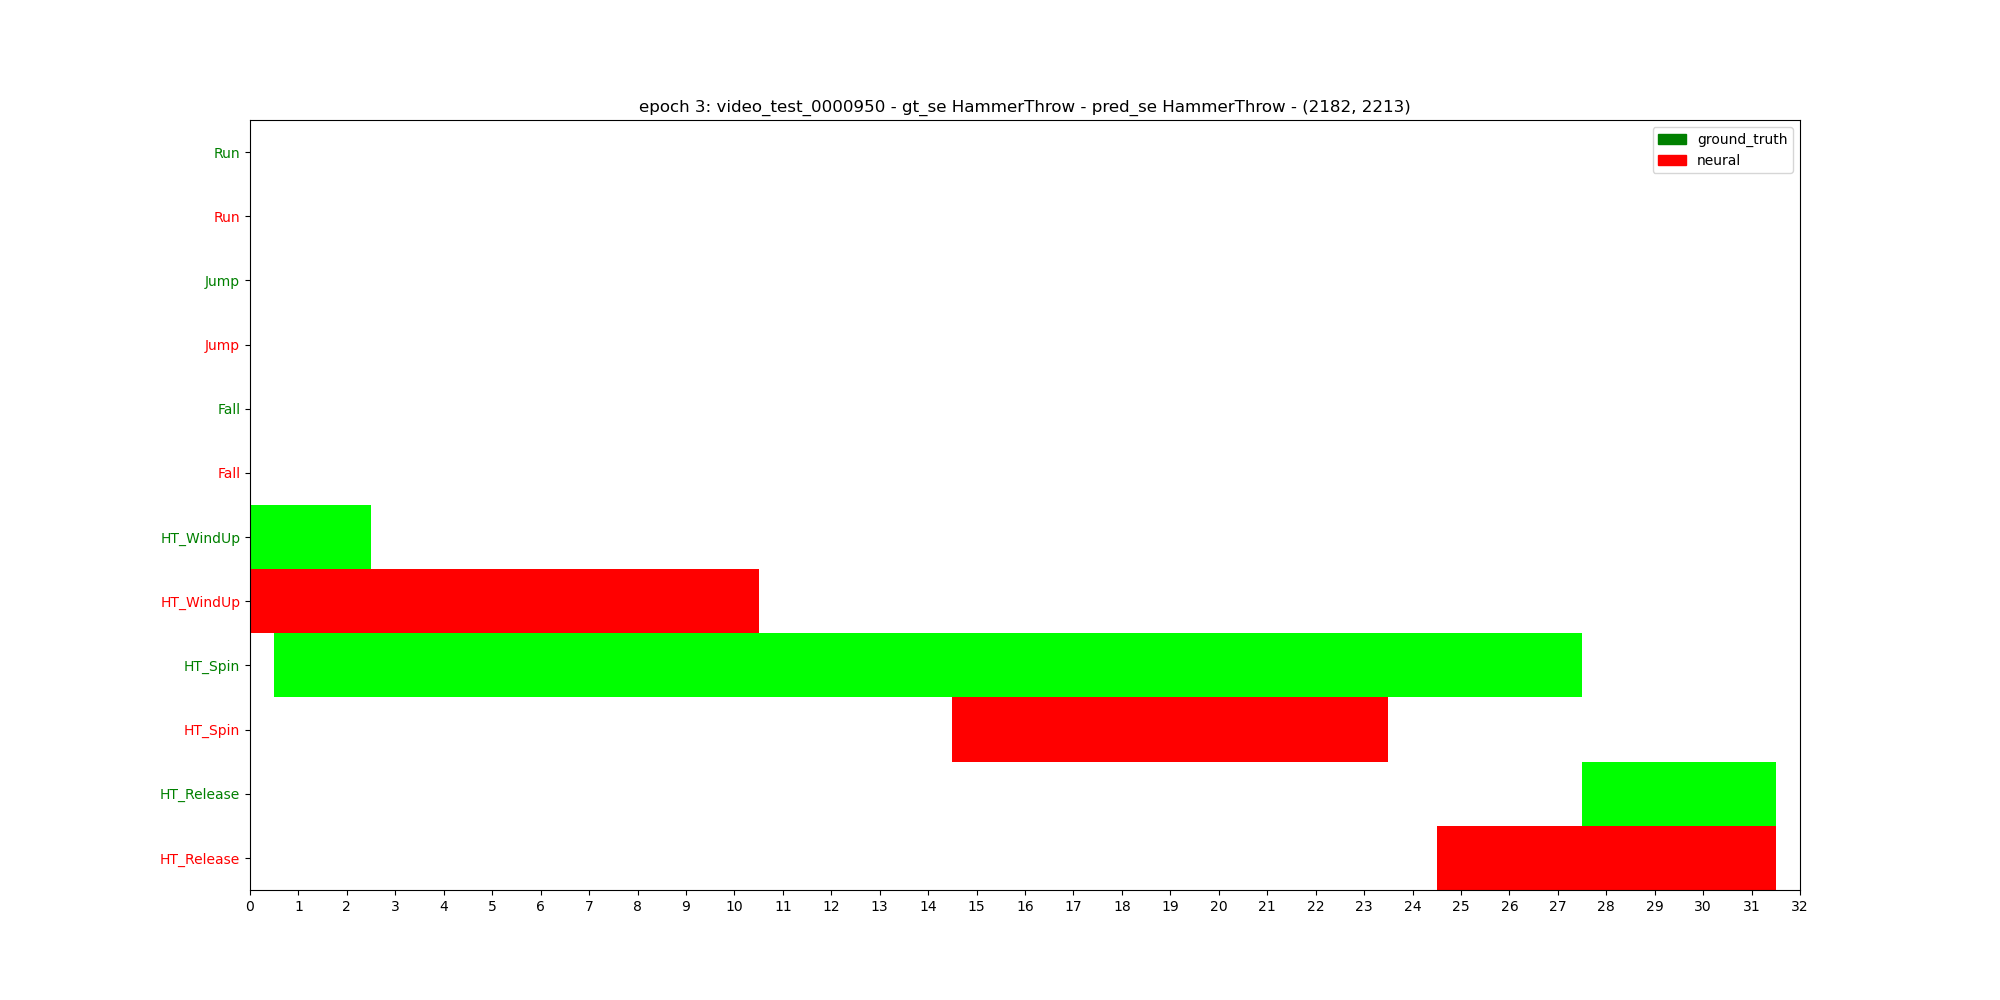 epoch 3: video_test_0000950 - gt_se HammerThrow - pred_se HammerThrow - (2182, 2213)
ground_truth
neural
Run
Run
Jump
Jump
Fall
Fall
HT_WindUp
HT_WindUp
HT_Spin
HT_Spin
HT_Release
HT_Release
0 1 2 3 4 5 6 7 8 9 10 11 12 13 14 15 16 17 18 19 20 21 22 23 24 25 26 27 28 29 30 31 32